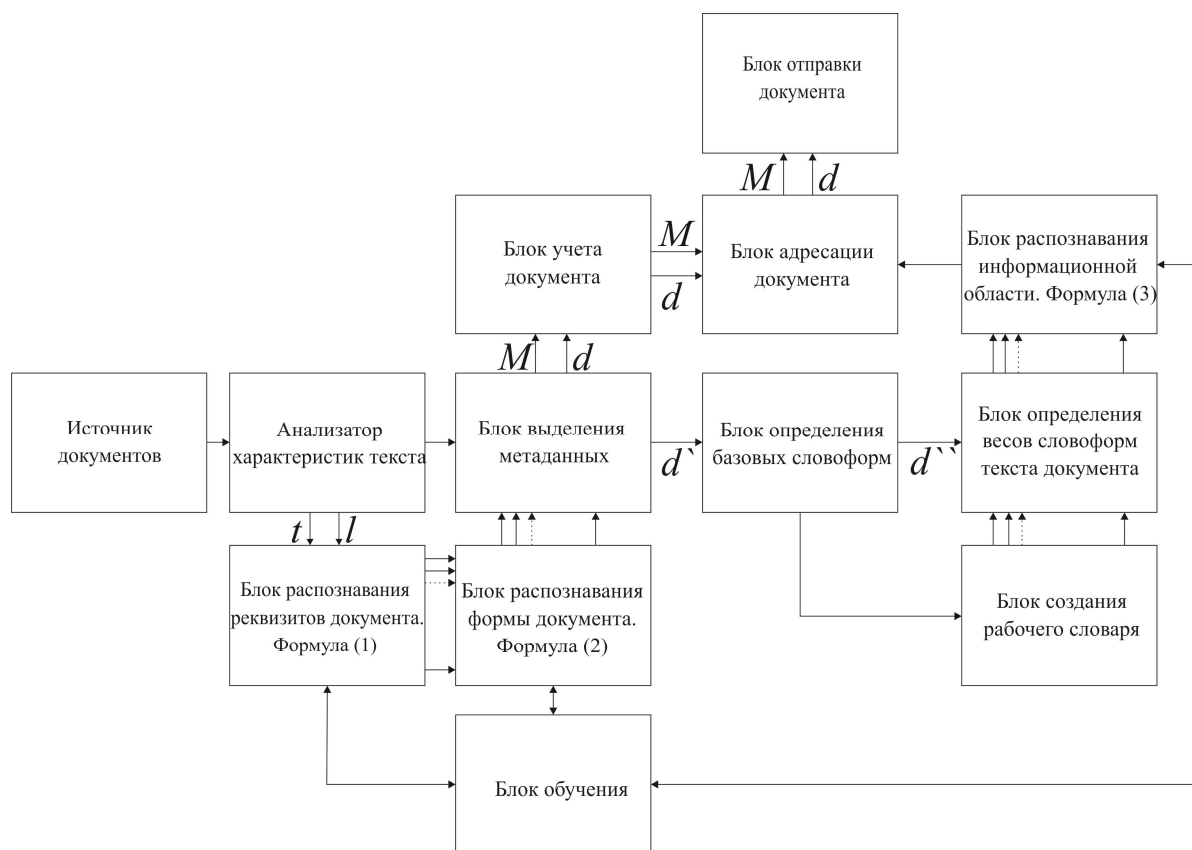 Блок отправки
документа
M
d
Блок учета
документа
M
d
Блок адресации
документа
Блок распознавания
информационной
области. Формула (3)
M
d
Источник
документов
Анализатор
характеристик текста
Блок выделения
метаданных
d`
Блок определения
базовых словоформ
d``
Блок определения
весов словоформ
текста документа
t
l
Блок распознавания
реквизитов документа.
Формула (1)
Блок распознавания
формы документа.
Формула (2)
Блок создания
рабочего словаря
Блок обучения